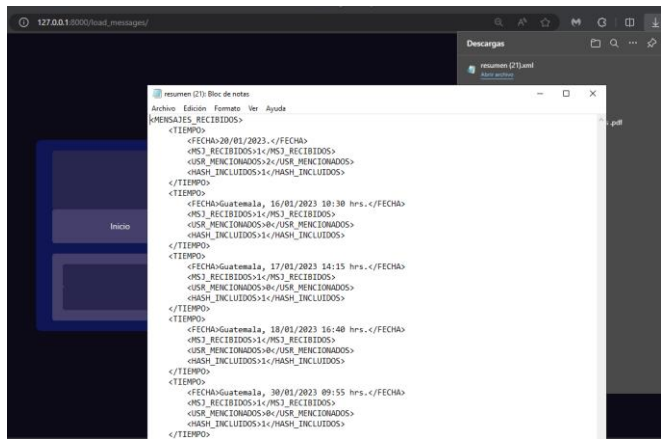 127.0.0.1:8000/load_messages/
Descargas
resumen (21).xml
Abrir archivo
.pdf
Inicio
resumen (21): Bloc de notas
Archivo Edición Formato Ver Ayuda
<MENSAJES_RECIBIDOS>
<TIEMPO>
<FECHA>20/01/2023.</FECHA>
<MSJ_RECIBIDOS>1</MSJ_RECIBIDOS>
<USR_MENCIONADOS>2</USR_MENCIONADOS>
<HASH_INCLUIDOS>1</HASH_INCLUIDOS>
</TIEMPO>
<TIEMPO>
<FECHA>Guatemala, 16/01/2023 10:30 hrs.</FECHA>
<MSJ_RECIBIDOS>1</MSJ_RECIBIDOS>
<USR_MENCIONADOS>0</USR_MENCIONADOS>
<HASH_INCLUIDOS>1</HASH_INCLUIDOS>
</TIEMPO>
<TIEMPO>
<FECHA>Guatemala, 17/01/2023 14:15 hrs.</FECHA>
<MSJ_RECIBIDOS>1</MSJ_RECIBIDOS>
<USR_MENCIONADOS>0</USR_MENCIONADOS>
<HASH_INCLUIDOS>1</HASH_INCLUIDOS>
</TIEMPO>
<TIEMPO>
<FECHA>Guatemala, 18/01/2023 16:40 hrs.</FECHA>
<MSJ_RECIBIDOS>1</MSJ_RECIBIDOS>
<USR_MENCIONADOS>0</USR_MENCIONADOS>
<HASH_INCLUIDOS>1</HASH_INCLUIDOS>
</TIEMPO>
<TIEMPO>
<FECHA>Guatemala, 30/01/2023 09:55 hrs.</FECHA>
<MSJ_RECIBIDOS>1</MSJ_RECIBIDOS>
<USR_MENCIONADOS>0</USR_MENCIONADOS>
<HASH_INCLUIDOS>1</HASH_INCLUIDOS>
</TIEMPO>